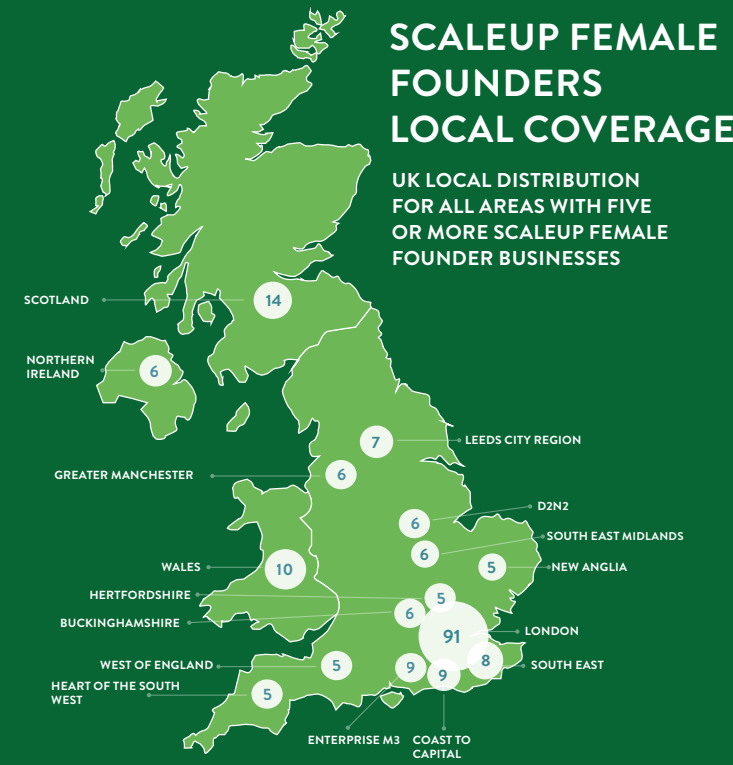 SCALEUP FEMALE
FOUNDERS
LOCAL COVERAGE
UK LOCAL DISTRIBUTION
FOR ALL AREAS WITH FIVE
OR MORE SCALEUP FEMALE
FOUNDER BUSINESSES
SCOTLAND
14
NORTHERN
IRELAND
6
7
LEEDS CITY REGION
GREATER MANCHESTER
6
6
D2N2
6
SOUTH EAST MIDLANDS
WALES
10
5
NEW ANGLIA
HERTFORDSHIRE
5
BUCKINGHAMSHIRE
6
91
LONDON
WEST OF ENGLAND
5
9
9
8
SOUTH EAST
HEART OF THE SOUTH
WEST
5
ENTERPRISE M3
COAST TO
CAPITAL